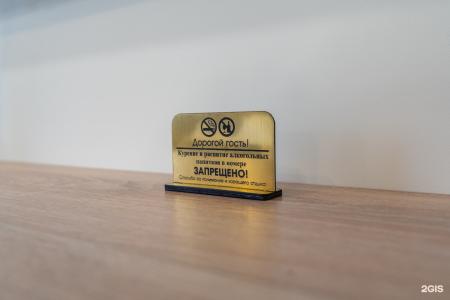 Дорогой гость!
Курение и распитие алкогольных
напитков в номере
ЗАПРЕЩЕНО!
Спасибо за понимание и хорошего отдыха
2GIS